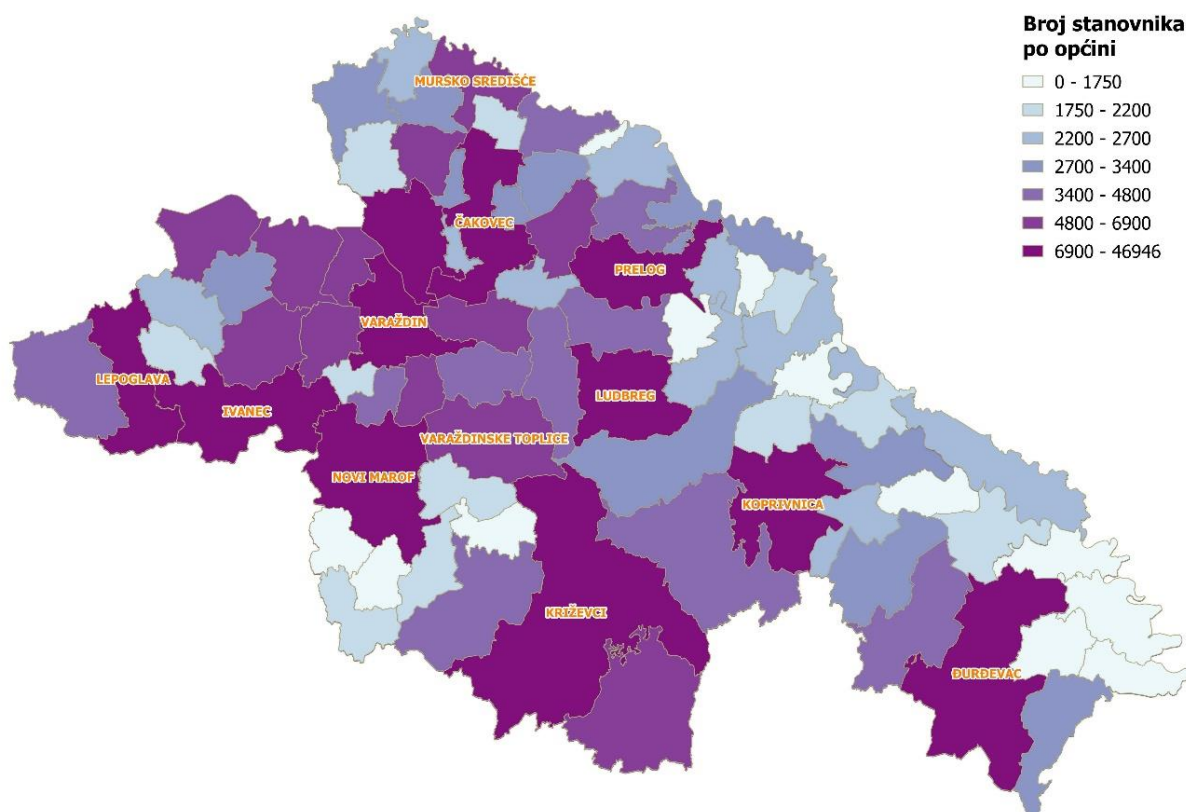 Broj stanovnika
po općini
0 - 1750
1750 - 2200
2200 - 2700
2700 - 3400
3400 - 4800
4800 - 6900
6900 - 46946
MURSKO SREDIŠĆE
ČAKOVEC
PRELOG
VARAŽDIN
LEPOGLAVA
LUDBREG
IVANEC
VARAŽDINSKE TOPLICE
NOVI MAROF
KOPRIVNICA
KRIŽEVCI
ĐURĐEVAC